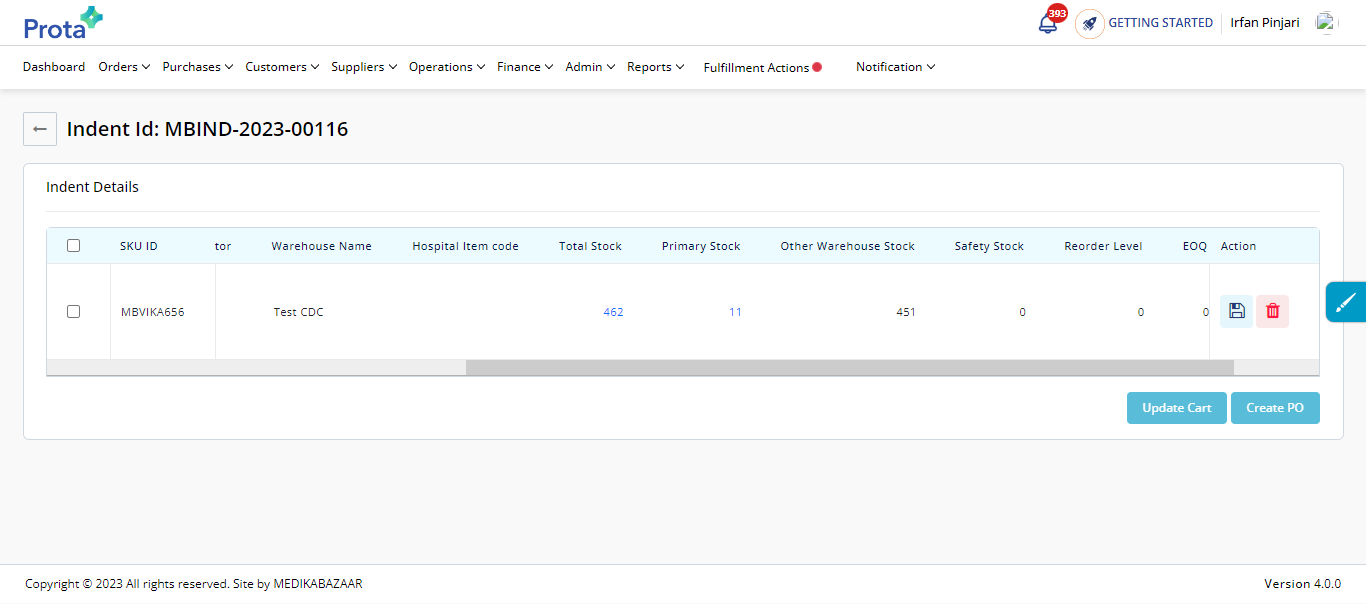 Prota
393
GETTING STARTED
Irfan Pinjari
Dashboard Orders Purchases Customers Suppliers Operations Finance Admin Reports Fulfillment Actions Notification
Indent Id: MBIND-2023-00116
Indent Details
SKU ID tor Warehouse Name Hospital Item code Total Stock Primary Stock Other Warehouse Stock Safety Stock Reorder Level EOQ Action
MBVIKA656 Test CDC 462 11 451 0 0 0
Update Cart Create PO
Copyright © 2023 All rights reserved. Site by MEDIKABAZAAR Version 4.0.0